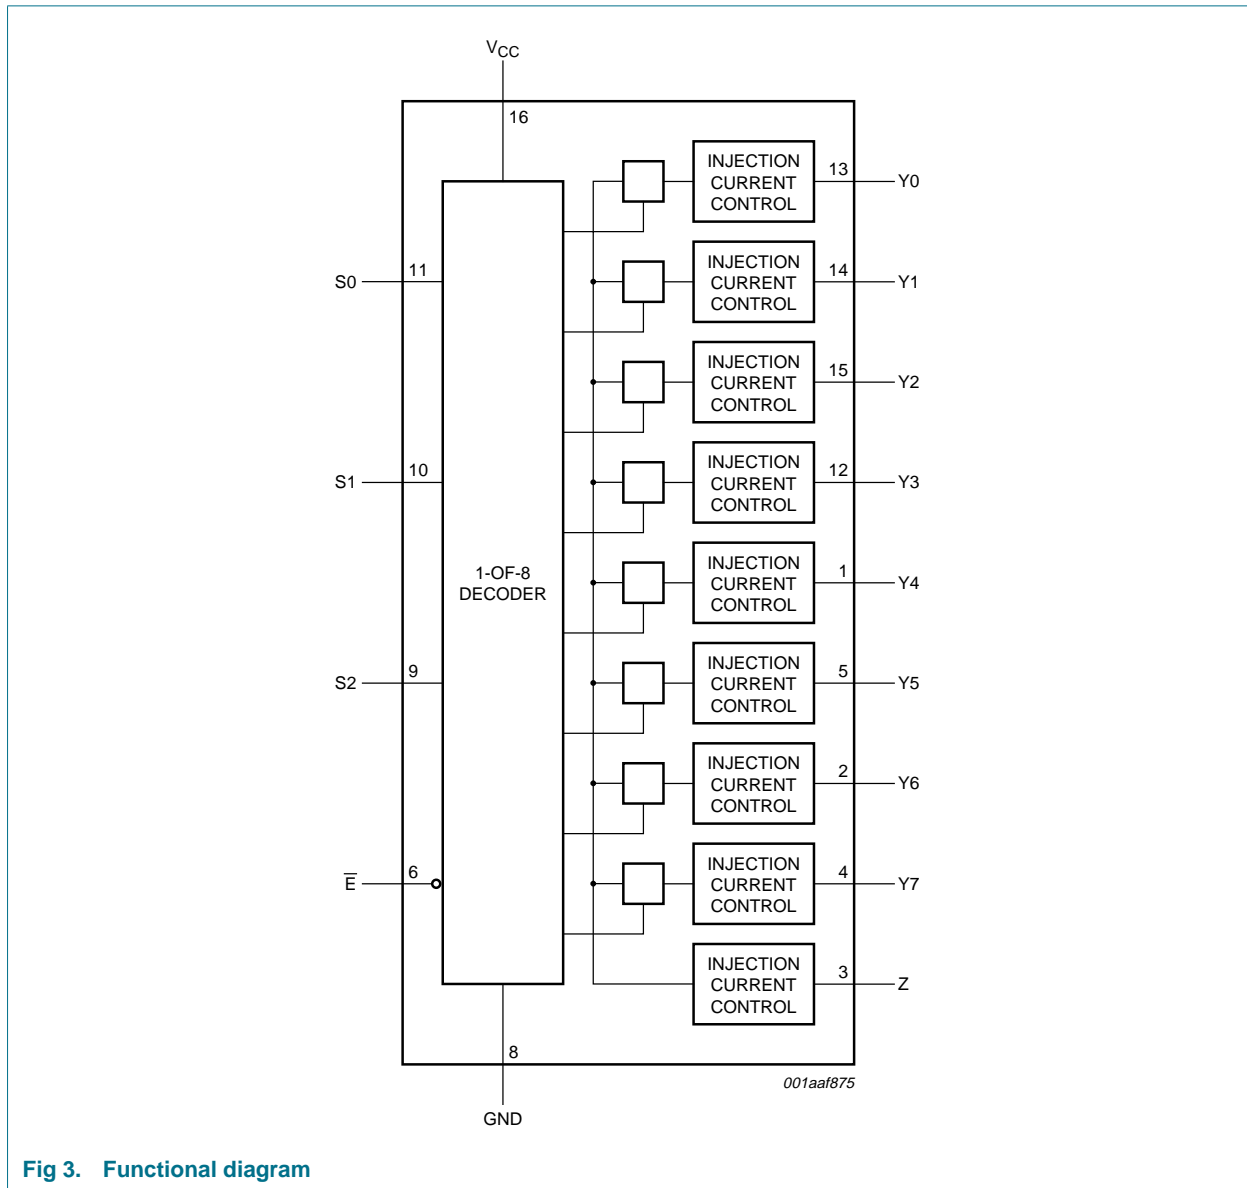 VCC
16
INJECTION
CURRENT
CONTROL
13
Y0
S0
11
INJECTION
CURRENT
CONTROL
14
Y1
INJECTION
CURRENT
CONTROL
15
Y2
S1
10
INJECTION
CURRENT
CONTROL
12
Y3
1-OF-8
DECODER
INJECTION
CURRENT
CONTROL
1
Y4
S2
9
INJECTION
CURRENT
CONTROL
5
Y5
INJECTION
CURRENT
CONTROL
2
Y6
E̅
6
INJECTION
CURRENT
CONTROL
4
Y7
INJECTION
CURRENT
CONTROL
3
Z
8
GND
001aaf875
Fig 3. Functional diagram